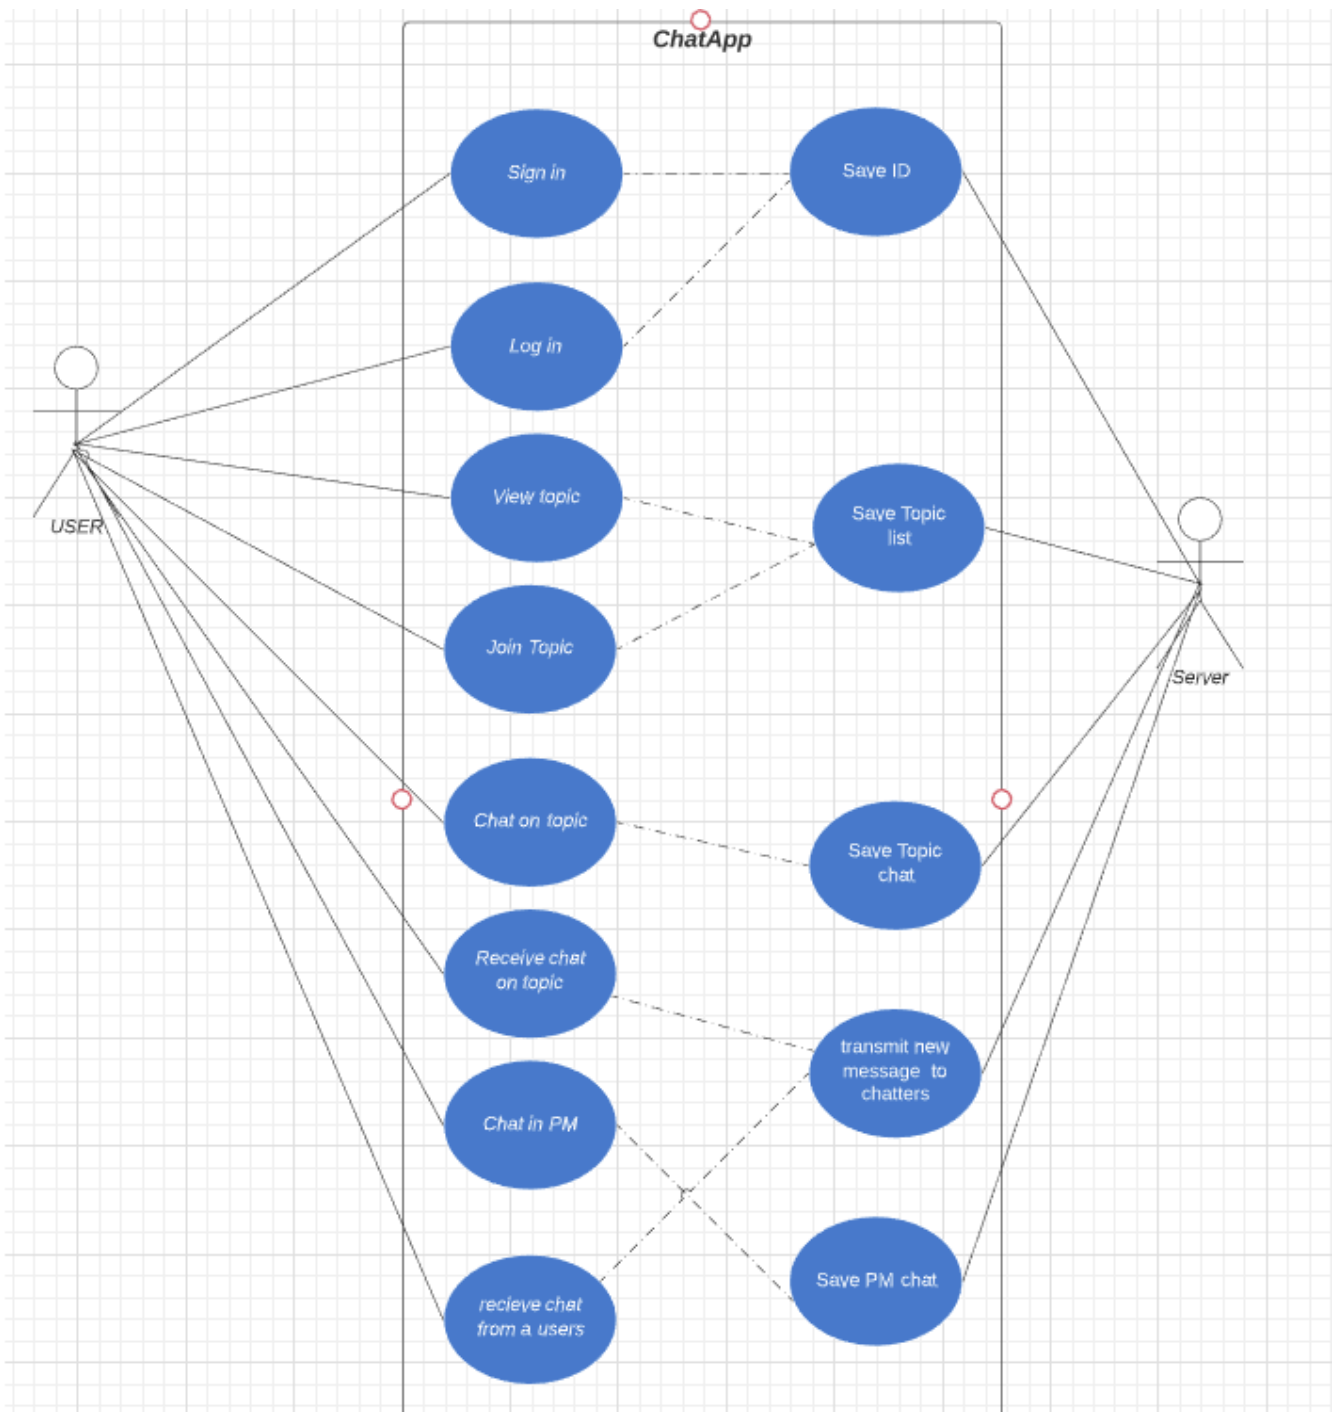 ChatApp
Sign in
Save ID
Log in
View topic
Save Topic
list
USER
Join Topic
Server
Chat on topic
Save Topic
chat
Receive chat
on topic
transmit new
message to
chatters
Chat in PM
Save PM chat
recieve chat
from a users